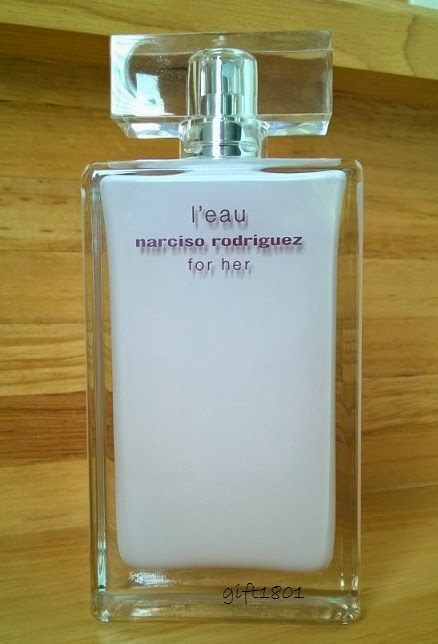 l'eau
narciso rodriguez
for her
gift1801